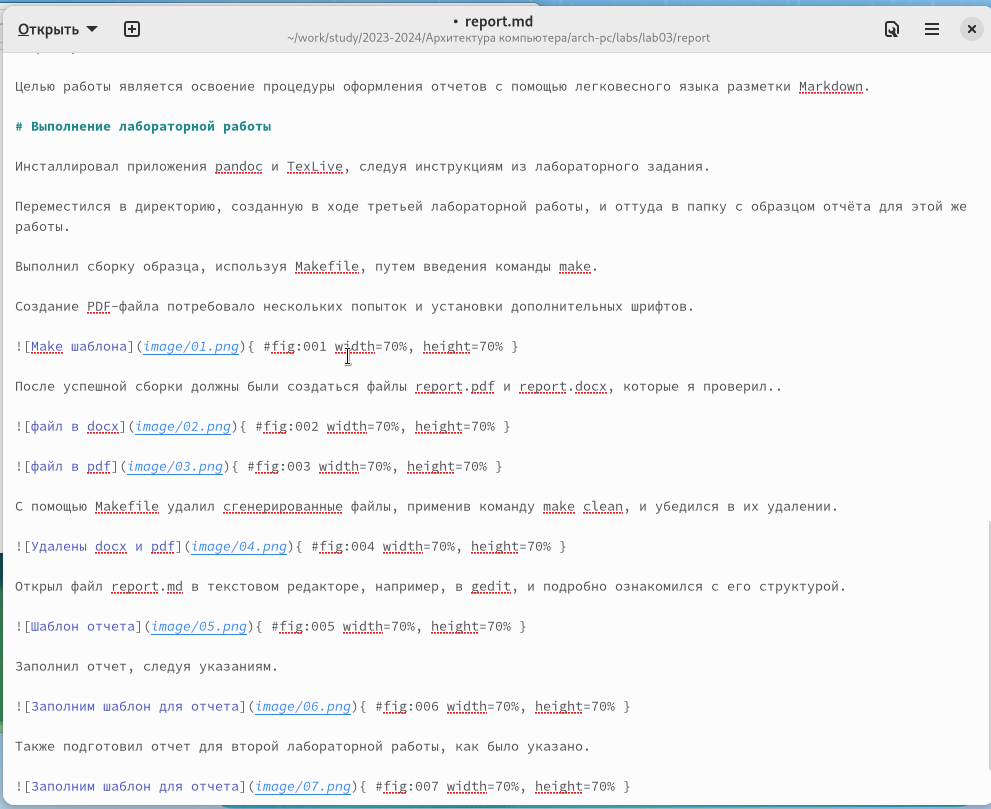 Открыть
• report.md
~/work/study/2023-2024/Архитектура компьютера/arch-pc/labs/lab03/report
Целью работы является освоение процедуры оформления отчетов с помощью легковесного языка разметки Markdown.
# Выполнение лабораторной работы
Инсталлировал приложения pandoc и TexLive, следуя инструкциям из лабораторного задания.
Переместился в директорию, созданную в ходе третьей лабораторной работы, и оттуда в папку с образцом отчёта для этой же
работы.
Выполнил сборку образца, используя Makefile, путем введения команды make.
Создание PDF-файла потребовало нескольких попыток и установки дополнительных шрифтов.
![Make шаблона](image/01.png){ #fig:001 width=70%, height=70% }
После успешной сборки должны были создаться файлы report.pdf и report.docx, которые я проверил..
![файл в docx](image/02.png){ #fig:002 width=70%, height=70% }
![файл в pdf](image/03.png){ #fig:003 width=70%, height=70% }
С помощью Makefile удалил сгенерированные файлы, применив команду make clean, и убедился в их удалении.
![Удалены docx и pdf](image/04.png){ #fig:004 width=70%, height=70% }
Открыл файл report.md в текстовом редакторе, например, в gedit, и подробно ознакомился с его структурой.
![Шаблон отчета](image/05.png){ #fig:005 width=70%, height=70% }
Заполнил отчет, следуя указаниям.
![Заполним шаблон для отчета](image/06.png){ #fig:006 width=70%, height=70% }
Также подготовил отчет для второй лабораторной работы, как было указано.
![Заполним шаблон для отчета](image/07.png){ #fig:007 width=70%, height=70% }